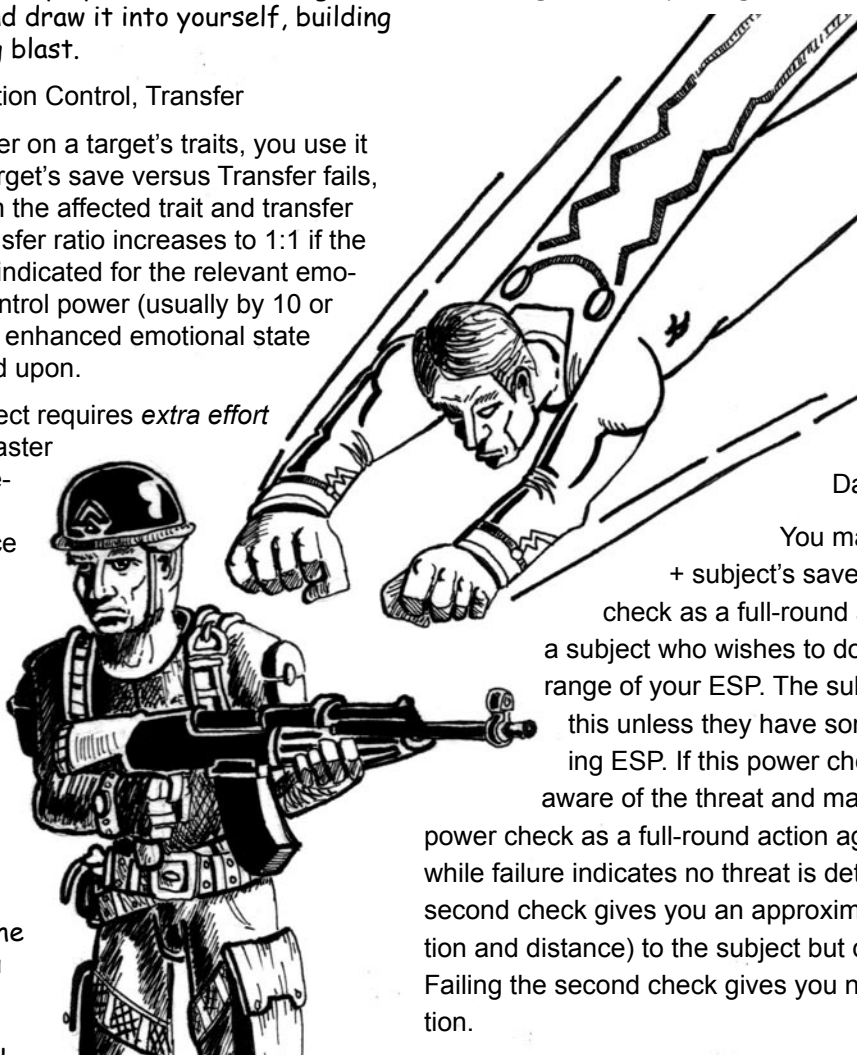 d draw it into yourself, building
blast.
tion Control, Transfer
er on a target's traits, you use it
rget's save versus Transfer fails,
the affected trait and transfer
sfer ratio increases to 1:1 if the
indicated for the relevant emo-
ntrol power (usually by 10 or
enhanced emotional state
d upon.
ect requires extra effort
aster
e-
ce
ne
Da
You ma
+ subject's save
check as a full-round
a subject who wishes to do
range of your ESP. The sub
this unless they have som
ing ESP. If this power che
aware of the threat and ma
power check as a full-round action ag
while failure indicates no threat is det
second check gives you an approxim
tion and distance) to the subject but
Failing the second check gives you n
tion.